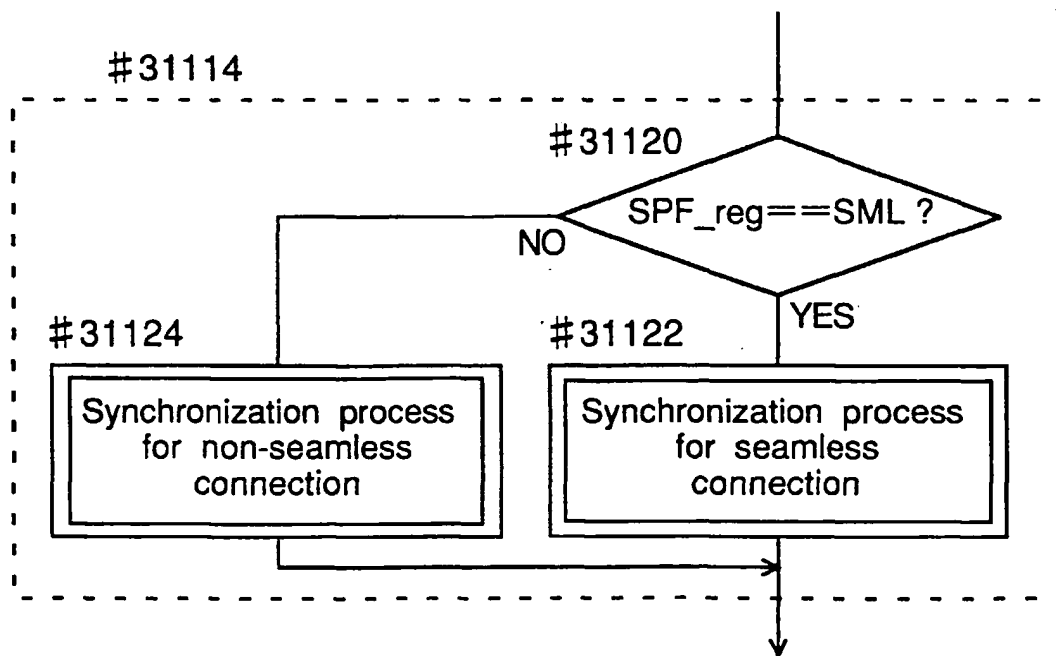 #31114
#31120
SPF_reg==SML ?
NO
YES
#31124
#31122
Synchronization process
for non-seamless
connection
Synchronization process
for seamless
connection